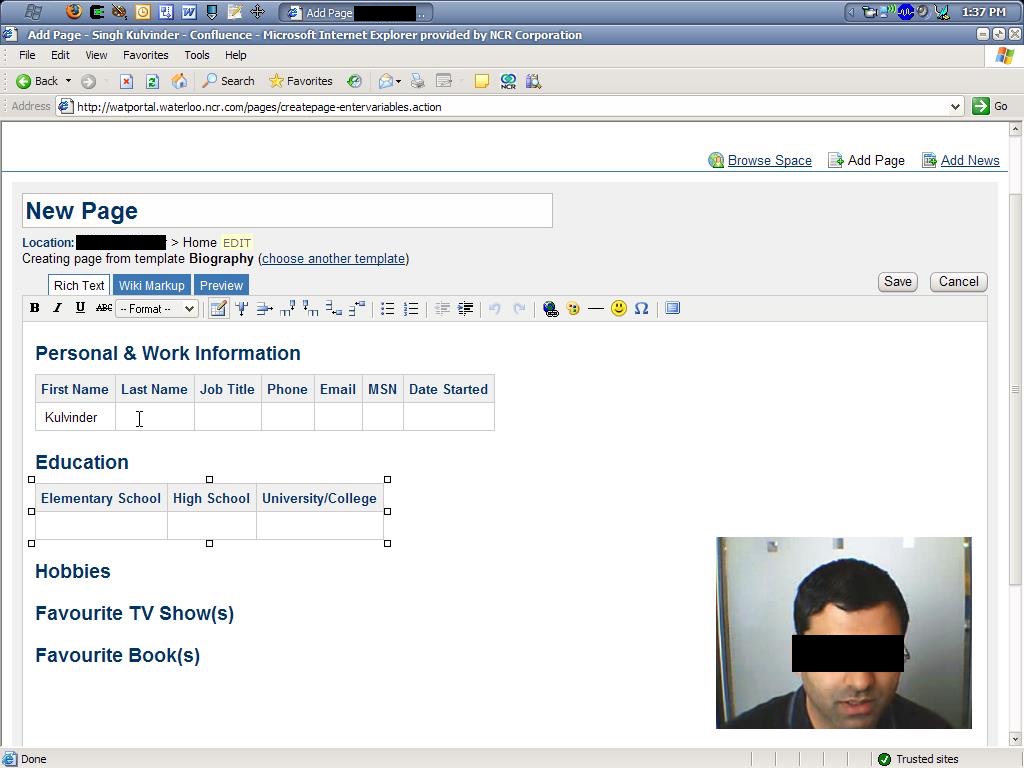 Add Page ..
1:37 PM
Add Page - Singh Kulvinder - Confluence - Microsoft Internet Explorer provided by NCR Corporation
File Edit View Favorites Tools Help
Back Search Favorites NCR
Address http://watportal.waterloo.ncr.com/pages/createpage-entervariables.action Go
Browse Space Add Page Add News
New Page
Location: > Home EDIT
Creating page from template Biography (choose another template)
Rich Text Wiki Markup Preview Save Cancel
B I U ABC -- Format -- Ω
Personal & Work Information
First Name Last Name Job Title Phone Email MSN Date Started
Kulvinder
Education
Elementary School High School University/College
Hobbies
Favourite TV Show(s)
Favourite Book(s)
Done Trusted sites